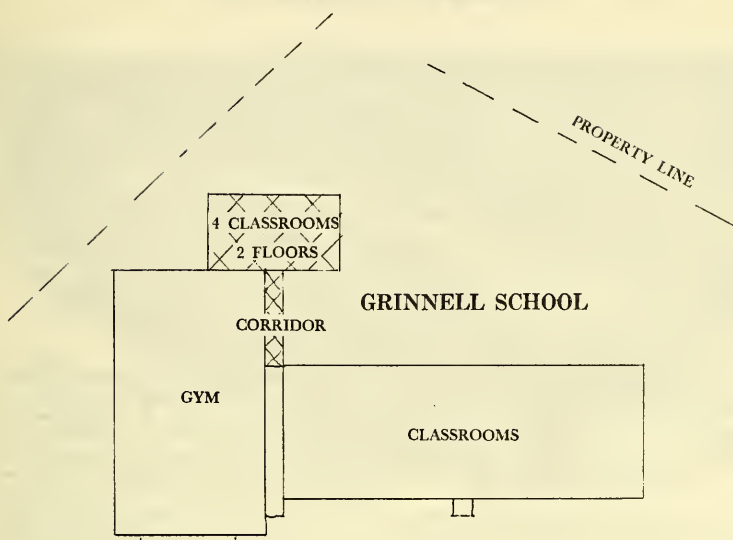 PROPERTY LINE
4 CLASSROOMS
2 FLOORS
GRINNELL SCHOOL
CORRIDOR
GYM
CLASSROOMS